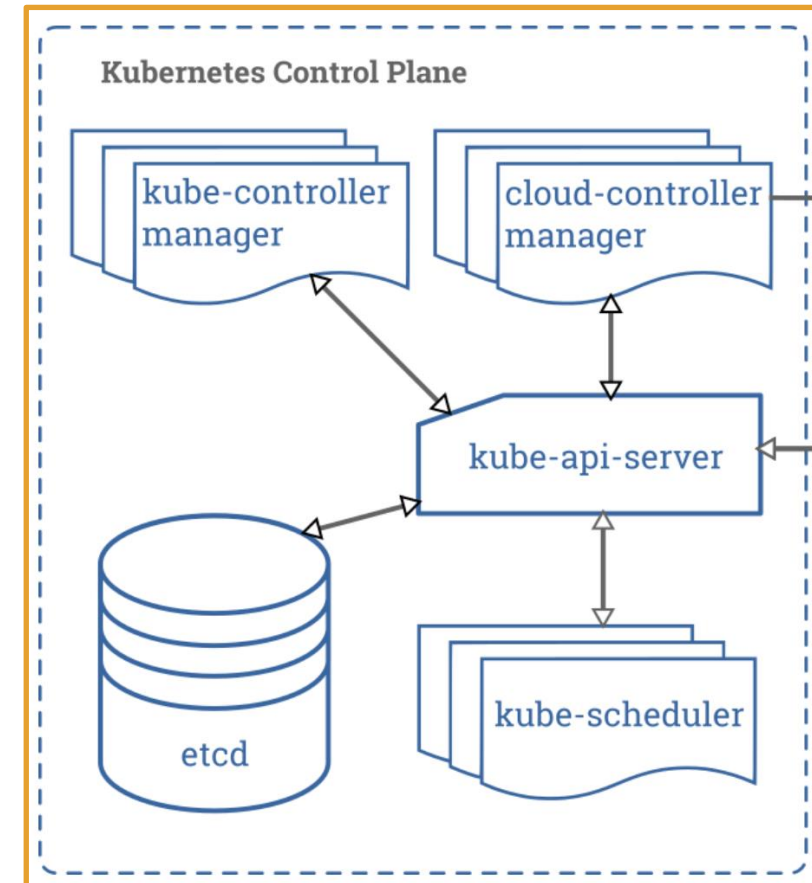 Kubernetes Control Plane
kube-controller
manager
cloud-controller
manager
kube-api-server
etcd
kube-scheduler